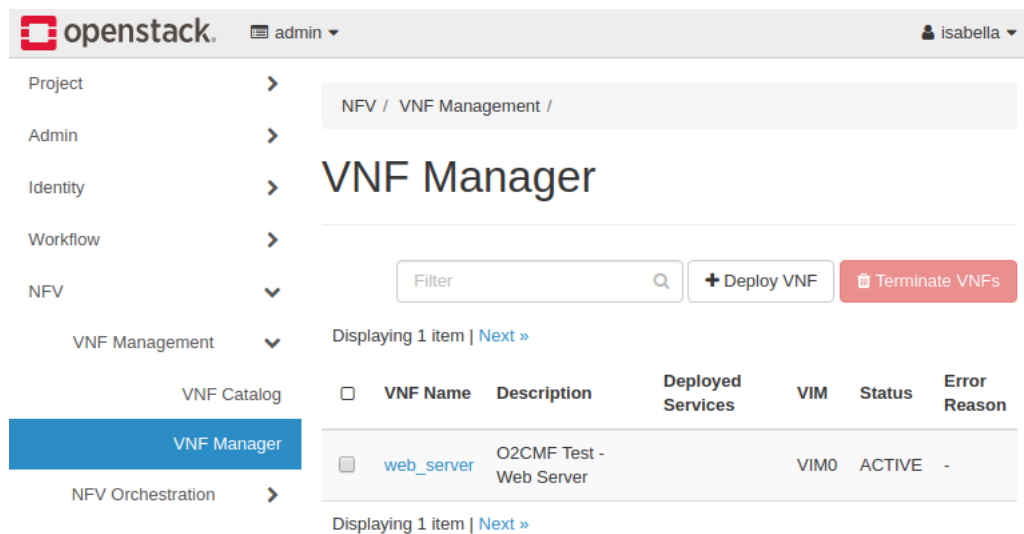 openstack. admin isabella
Project
Admin
Identity
Workflow
NFV
VNF Management
VNF Catalog
VNF Manager
NFV Orchestration
NFV / VNF Management /
VNF Manager
Filter Deploy VNF Terminate VNFs
Displaying 1 item | Next »
VNF Name Description Deployed Services VIM Status Error Reason
web_server O2CMF Test - Web Server VIM0 ACTIVE -
Displaying 1 item | Next »